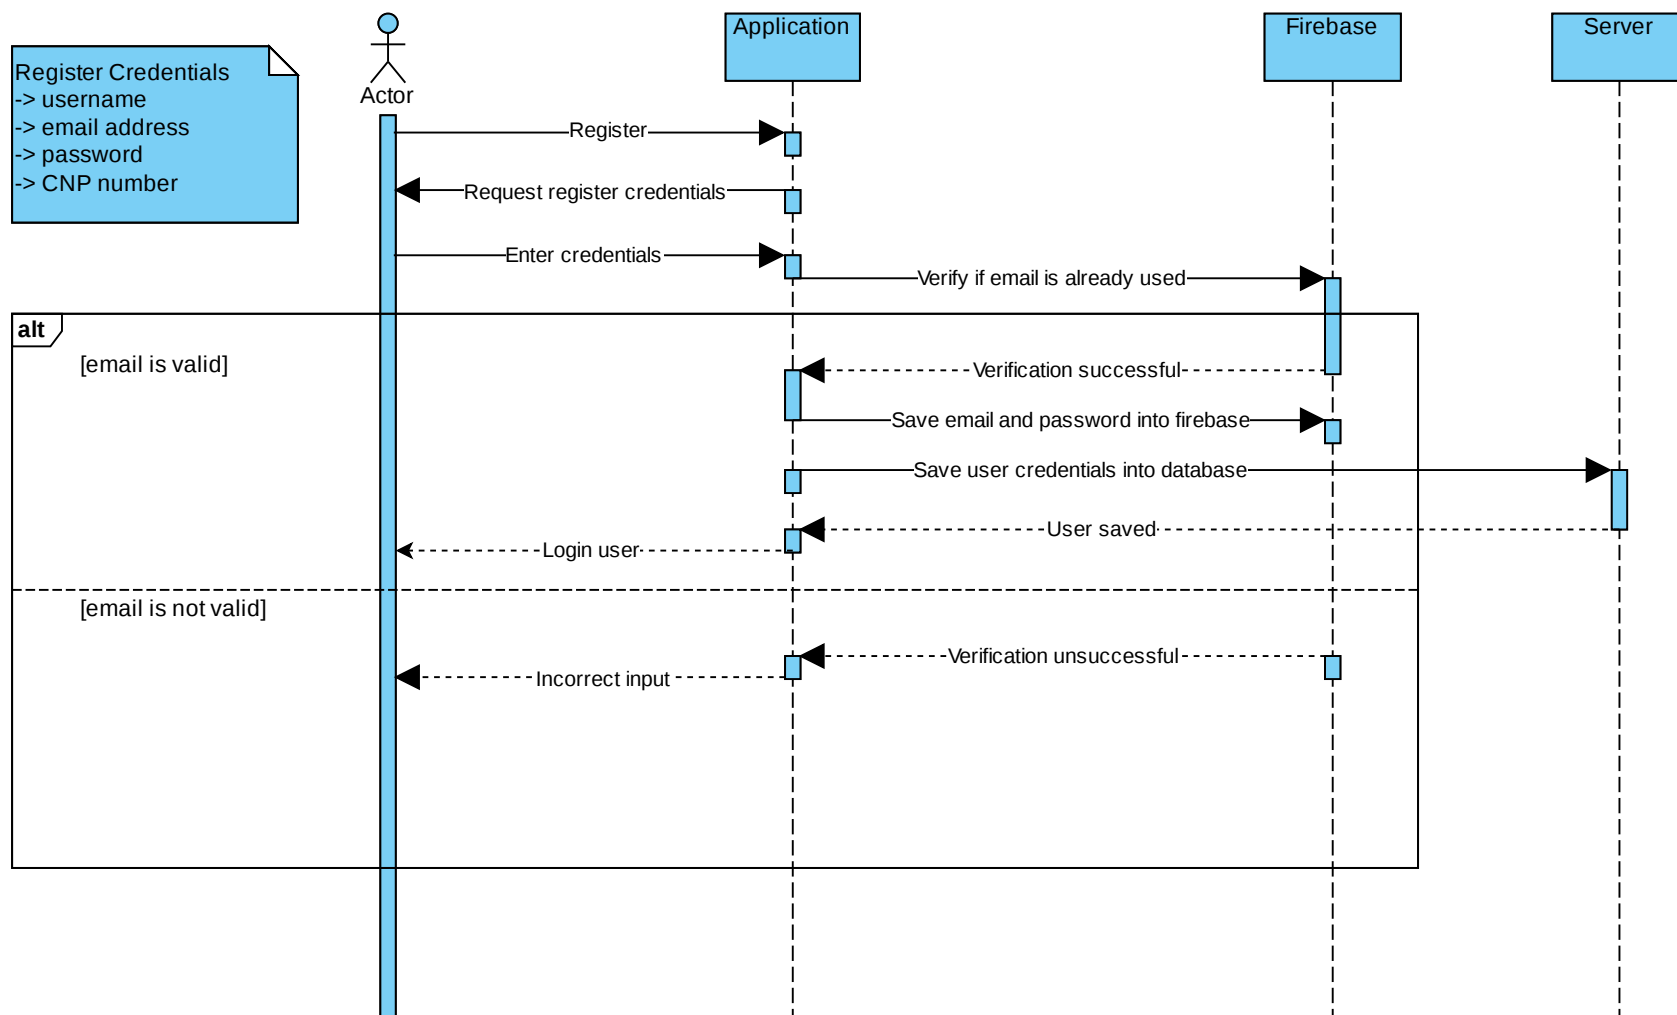 Application
Firebase
Server
Register Credentials
-> username
-> email address
-> password
-> CNP number
Actor
Register
Request register credentials
Enter credentials
Verify if email is already used
alt
[email is valid]
Verification successful
Save email and password into firebase
Save user credentials into database
User saved
Login user
[email is not valid]
Verification unsuccessful
Incorrect input